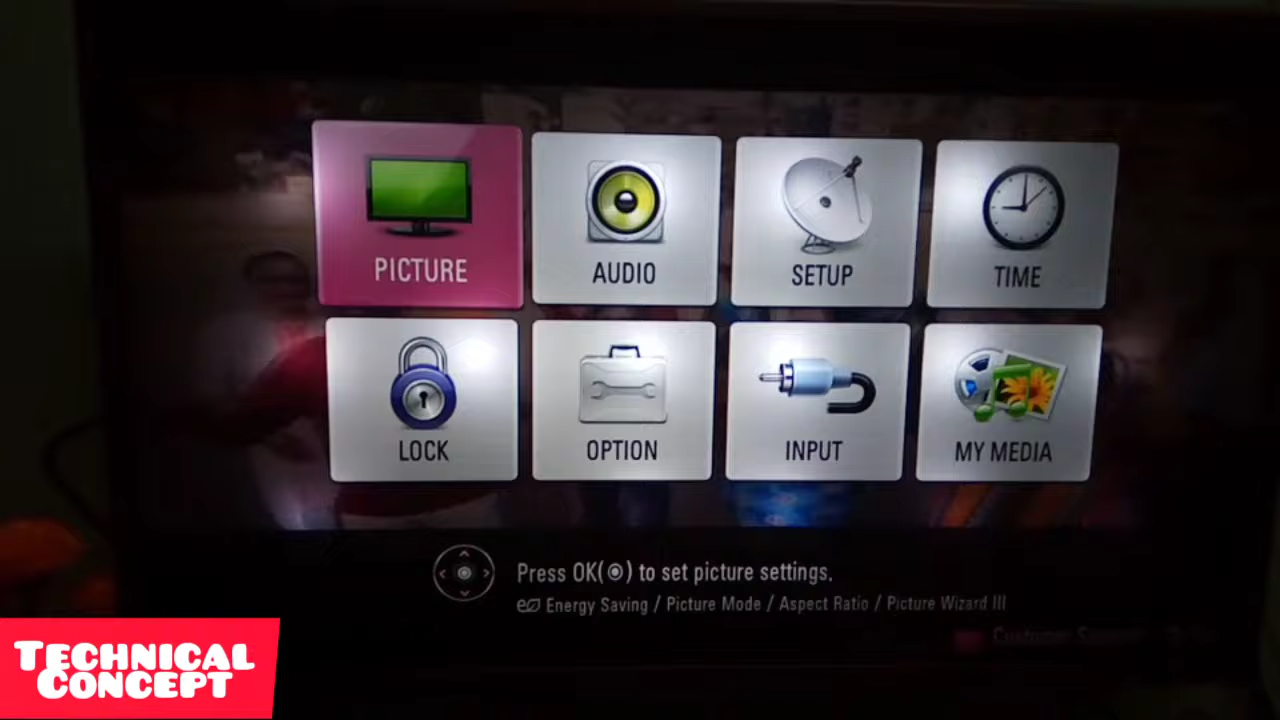 PICTURE
AUDIO
SETUP
TIME
LOCK
OPTION
INPUT
MY MEDIA
Press OK(◉) to set picture settings.
Energy Saving / Picture Mode / Aspect Ratio / Picture Wizard III
Customer
TECHNICAL
CONCEPT